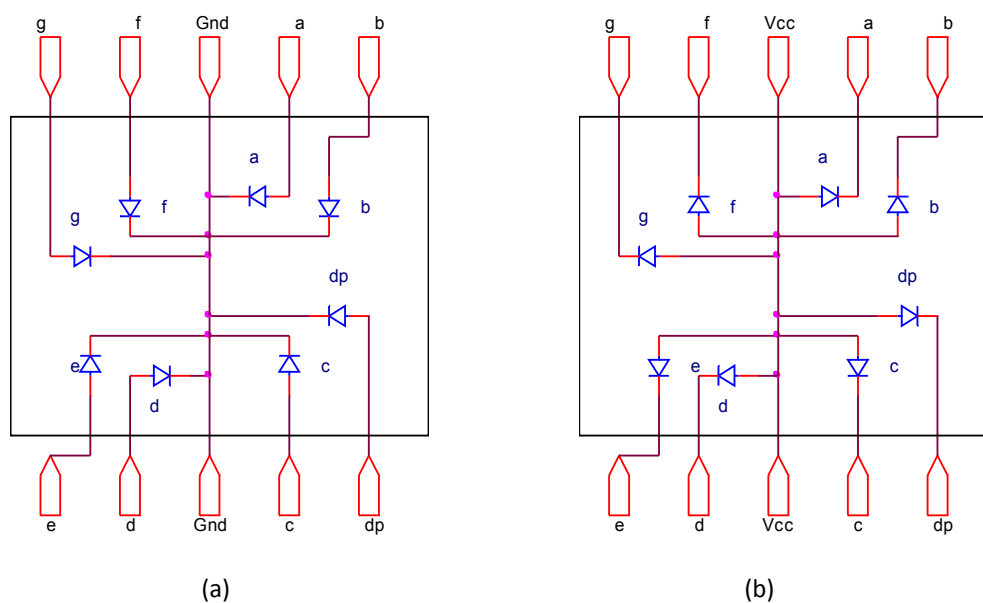 g f Gnd a b
a
f b
g
dp
e c
d
e d Gnd c dp
(a)
g f Vcc a b
a
f b
g
dp
e c
d
e d Vcc c dp
(b)